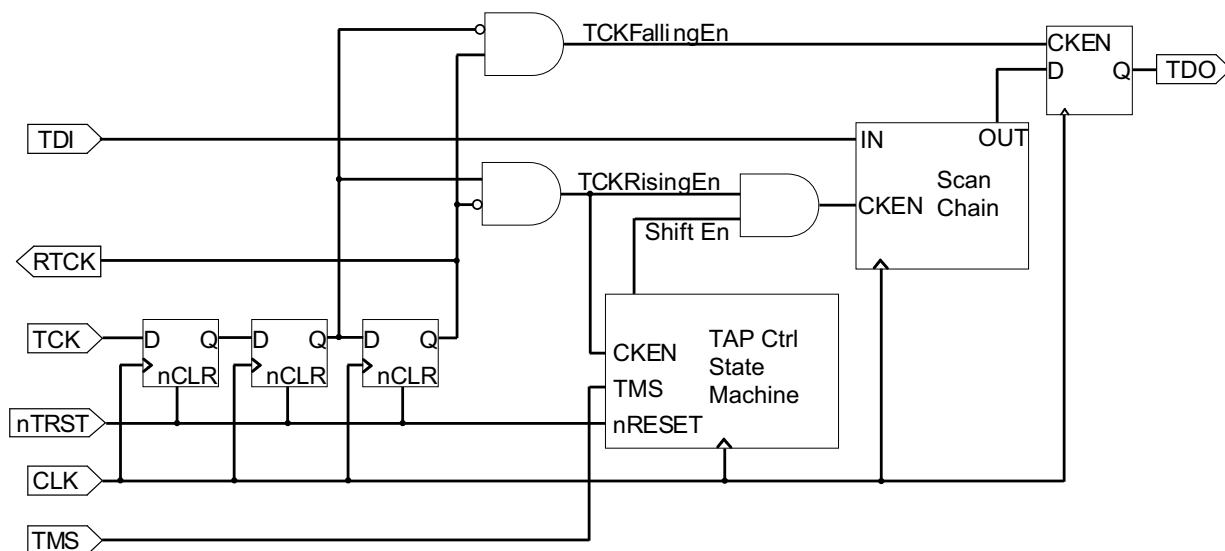 TCKFallingEn
CKEN
D
Q
TDO
TDI
IN
OUT
TCKRisingEn
Scan
Chain
CKEN
Shift En
RTCK
TCK
D
Q
D
Q
D
Q
nCLR
nCLR
nCLR
TAP Ctrl
State
Machine
CKEN
TMS
nRESET
nTRST
CLK
TMS